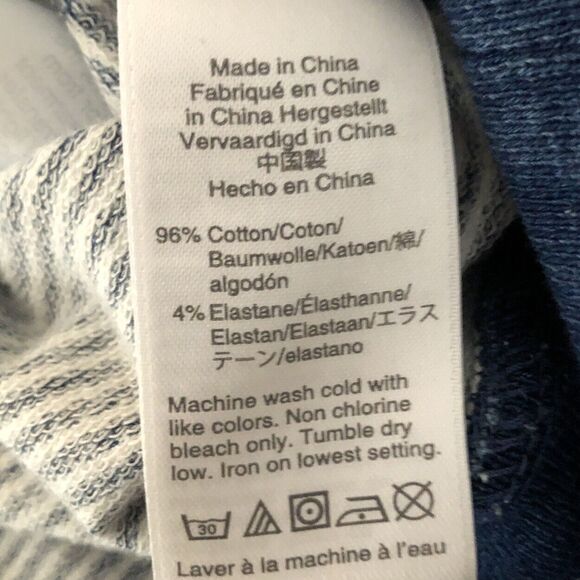 Made in China
Fabriqué en Chine
in China Hergestellt
Vervaardigd in China
中国製
Hecho en China
96% Cotton/Coton/
Baumwolle/Katoen/綿/
algodón
4% Elastane/Élasthanne/
Elastan/Elastaan/エラス
テーン/elastano
Machine wash cold with
like colors. Non chlorine
bleach only. Tumble dry
low. Iron on lowest setting.
30
Laver à la machine à l'eau